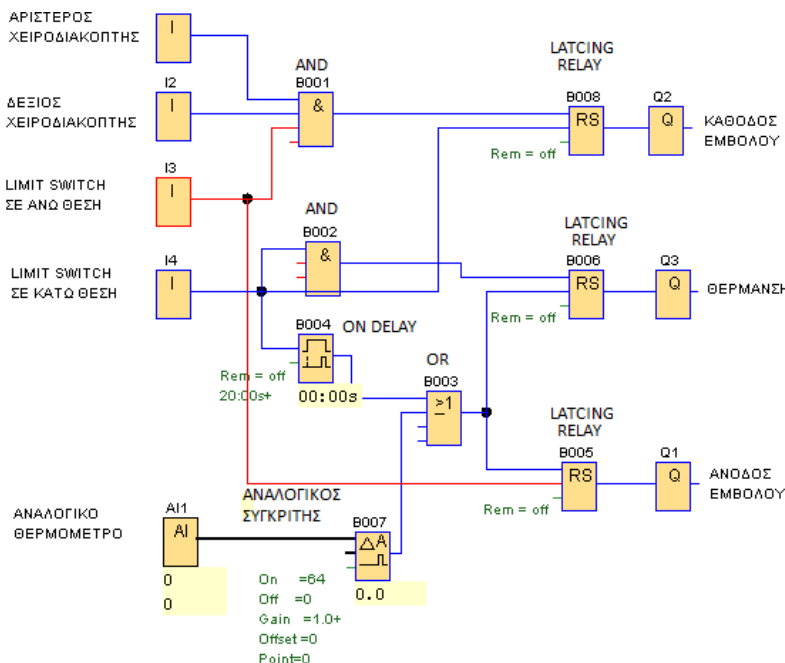 ΑΡΙΣΤΕΡΟΣ
ΧΕΙΡΟΔΙΑΚΟΠΤΗΣ
I
I2
ΔΕΞΙΟΣ
ΧΕΙΡΟΔΙΑΚΟΠΤΗΣ
I
AND
B001
&
LATCING
RELAY
B008
RS
Rem = off
Q2
Q
ΚΑΘΟΔΟΣ
ΕΜΒΟΛΟΥ
I3
LIMIT SWITCH
ΣΕ ΑΝΩ ΘΕΣΗ
I
AND
B002
&
LATCING
RELAY
B006
RS
Rem = off
Q3
Q
ΘΕΡΜΑΝΣΗ
I4
LIMIT SWITCH
ΣΕ ΚΑΤΩ ΘΕΣΗ
I
B004
ON DELAY
Rem = off
20:00s+
00:00s
OR
B003
>1
LATCING
RELAY
B005
RS
Rem = off
Q1
Q
ΑΝΟΔΟΣ
ΕΜΒΟΛΟΥ
ΑΝΑΛΟΓΙΚΟ
ΘΕΡΜΟΜΕΤΡΟ
AI1
AI
0
0
ΑΝΑΛΟΓΙΚΟΣ
ΣΥΓΚΡΙΤΗΣ
B007
ΔA
0.0
On =64
Off =0
Gain =1.0+
Offset=0
Point=0